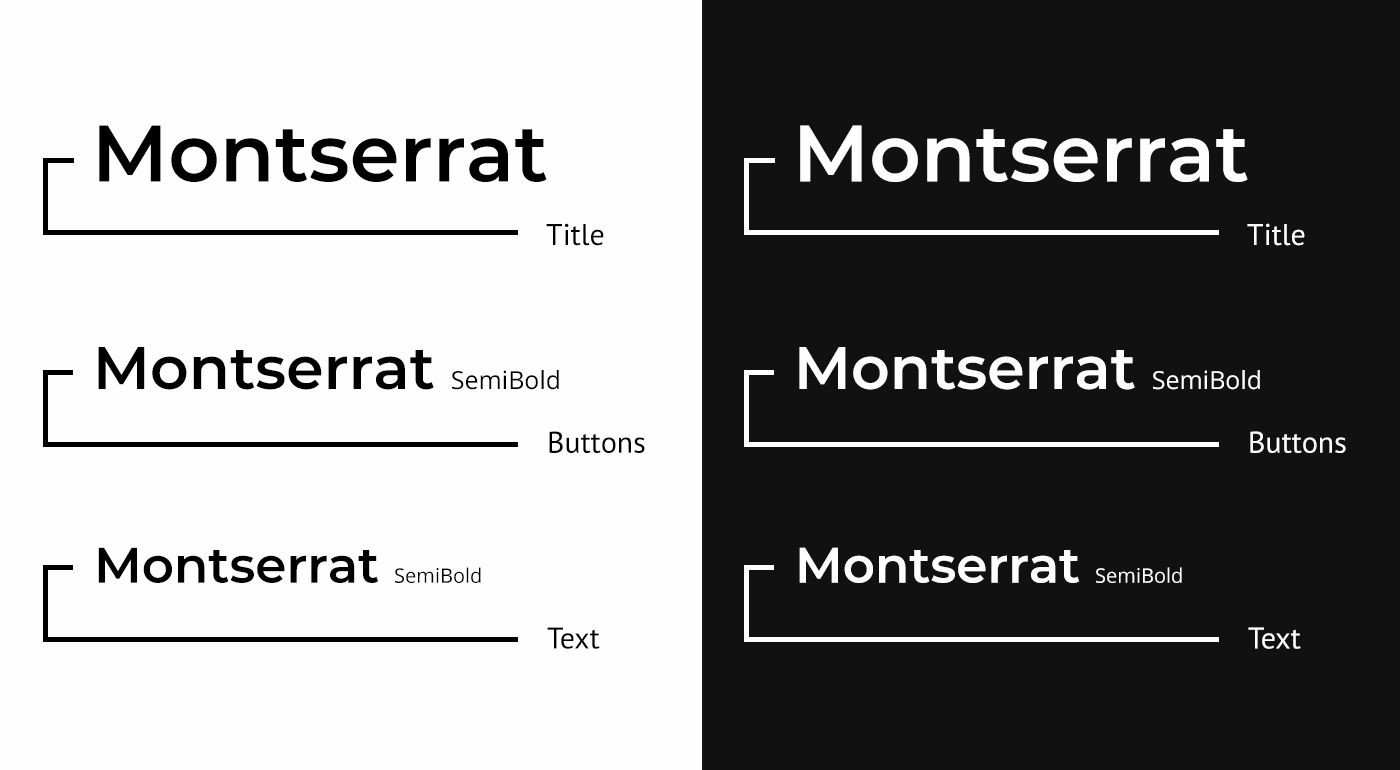 Montserrat
Title
Montserrat SemiBold
Buttons
Montserrat SemiBold
Text
Montserrat
Title
Montserrat SemiBold
Buttons
Montserrat SemiBold
Text